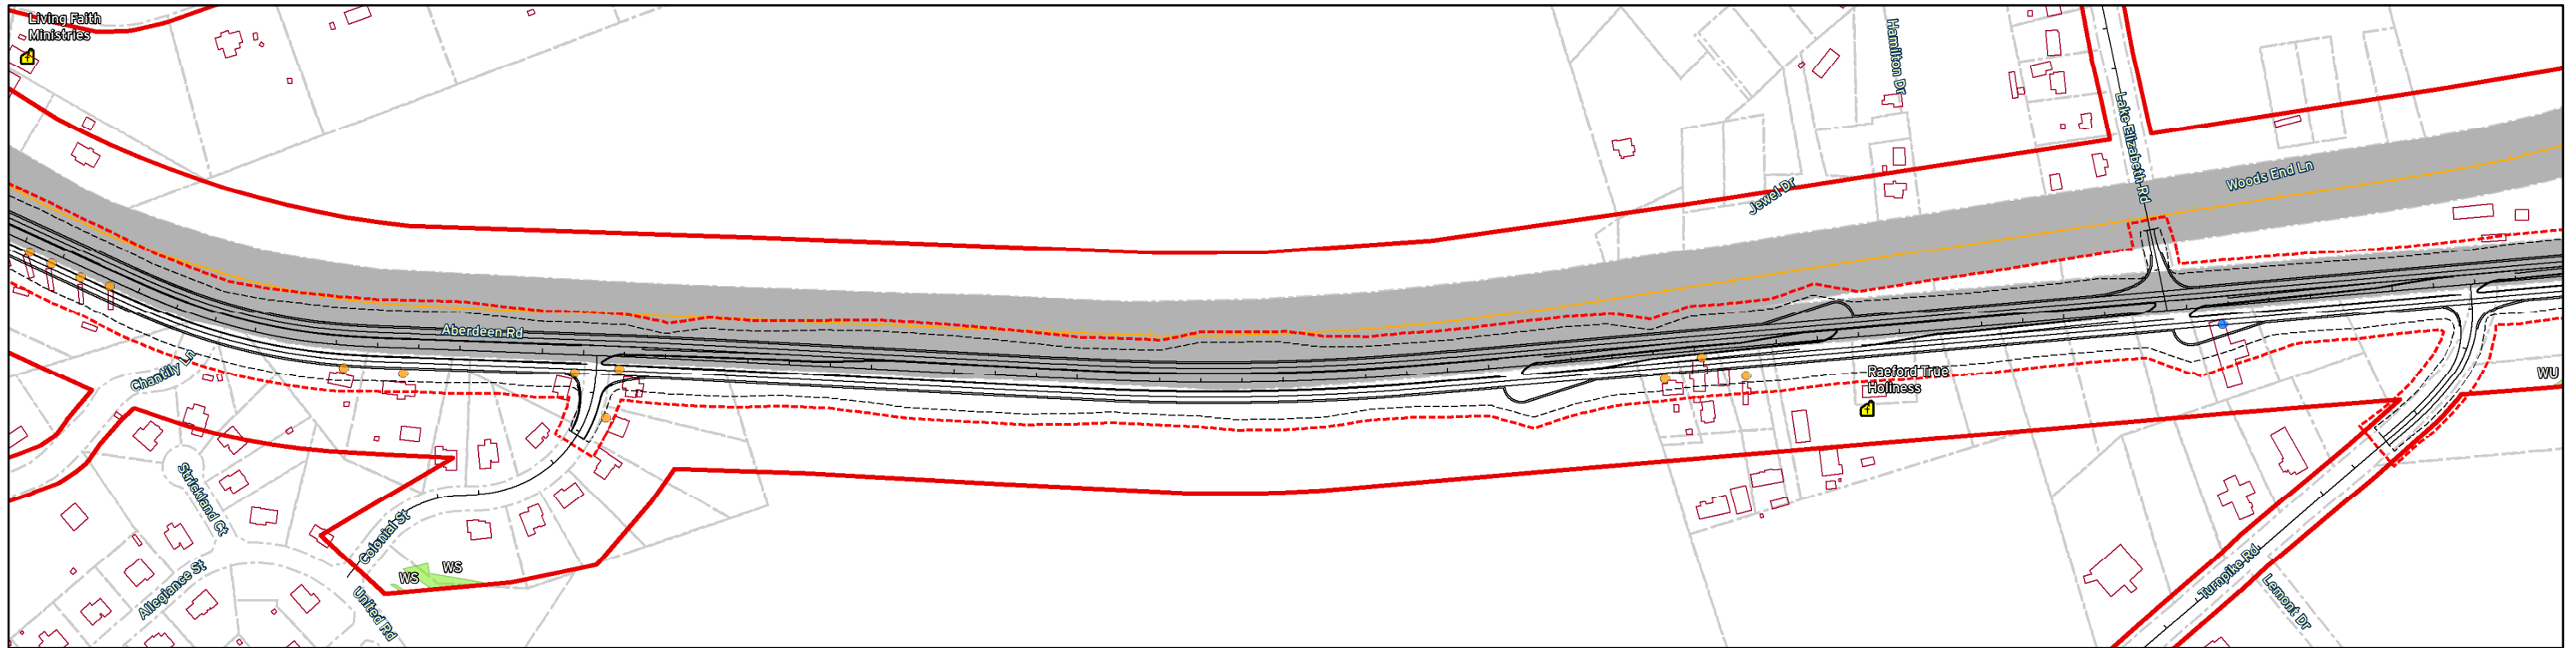 Living Faith
Ministries
Hamilton Dr
Lake Elizabeth Rd
Woods End Ln
Jewel Dr
Aberdeen Rd
Chantily Ln
Raeford True
Holiness
WU
Strickland Ct
Colonial St
WS
WS
Allegiance St
United Rd
Turnpike Rd
Lemont Dr